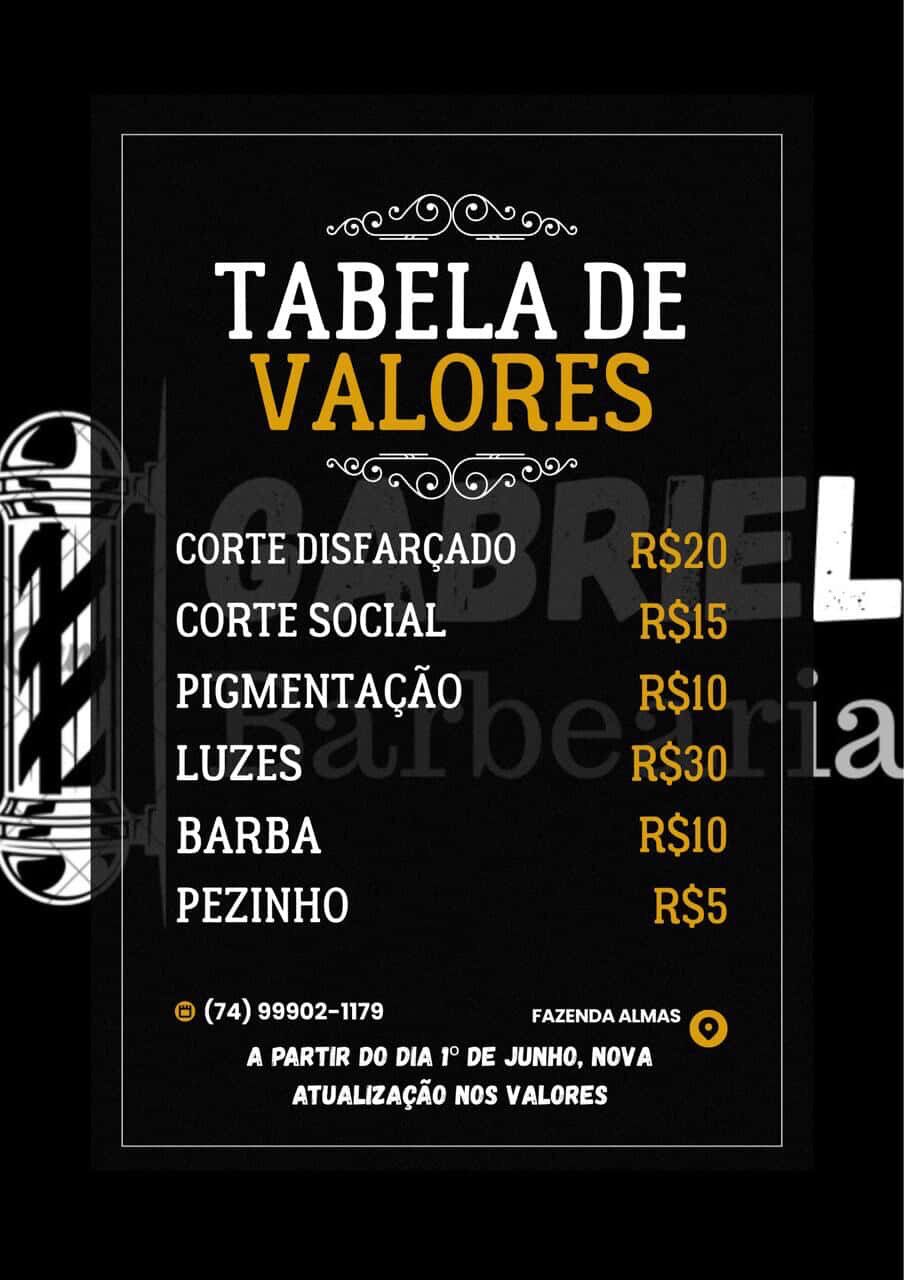 TABELA DE
VALORES
GABRIEL
Barbearia
CORTE DISFARÇADO R$20
CORTE SOCIAL R$15
PIGMENTAÇÃO R$10
LUZES R$30
BARBA R$10
PEZINHO R$5
(74) 99902-1179 FAZENDA ALMAS
A PARTIR DO DIA 1º DE JUNHO, NOVA
ATUALIZAÇÃO NOS VALORES